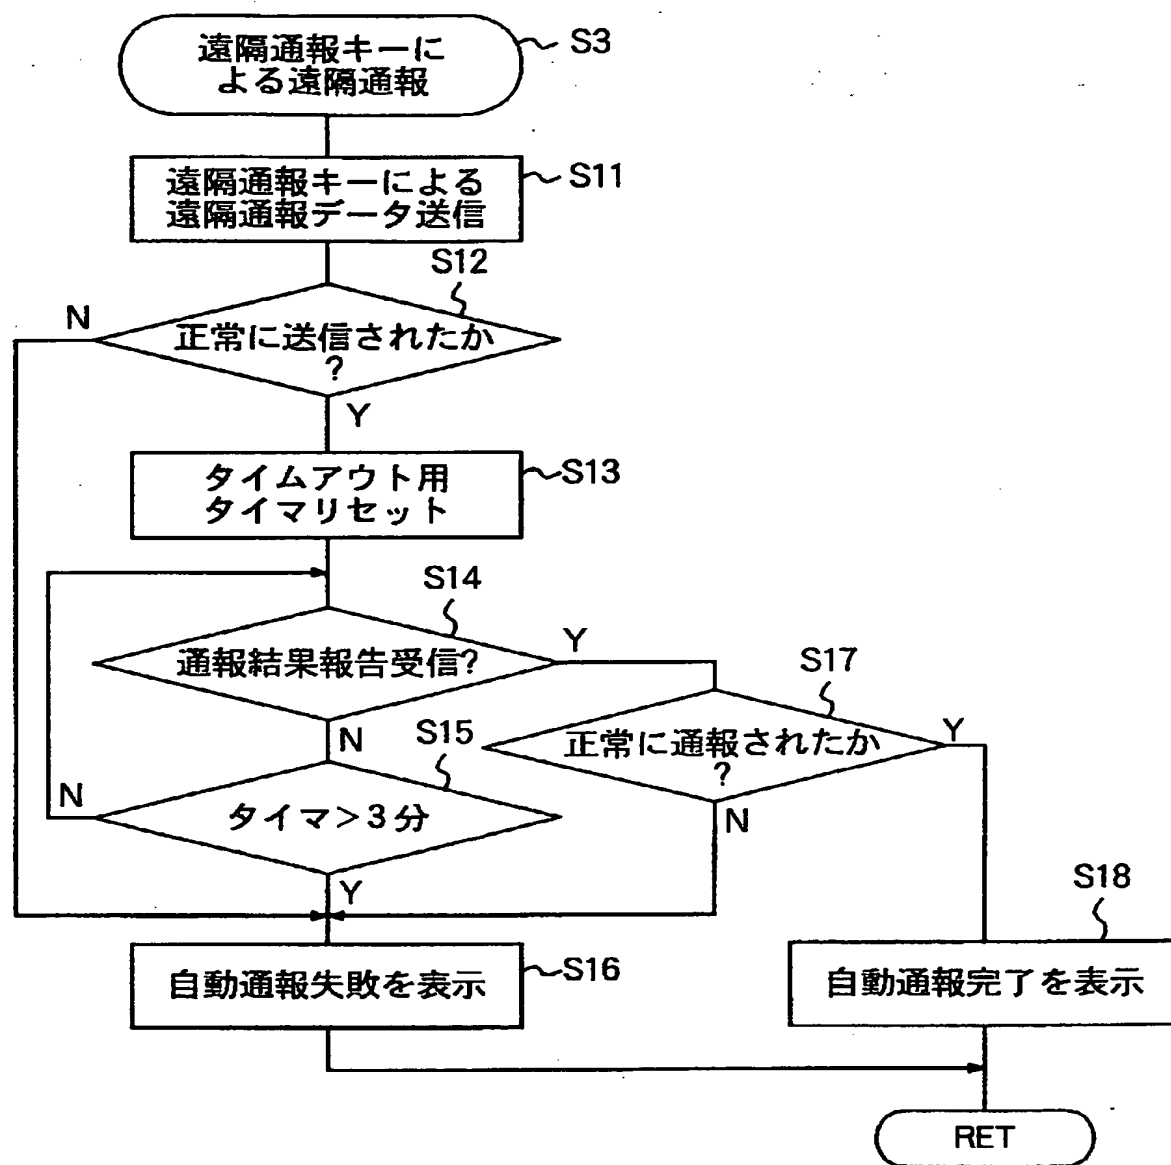 遠隔通報キーに
よる遠隔通報
S3
遠隔通報キーによる
遠隔通報データ送信
S11
S12
N
正常に送信されたか
?
Y
タイムアウト用
タイマリセット
S13
S14
通報結果報告受信?
Y
N
S15
N
タイマ>3分
Y
S17
正常に通報されたか
?
Y
N
自動通報失敗を表示
S16
S18
自動通報完了を表示
RET